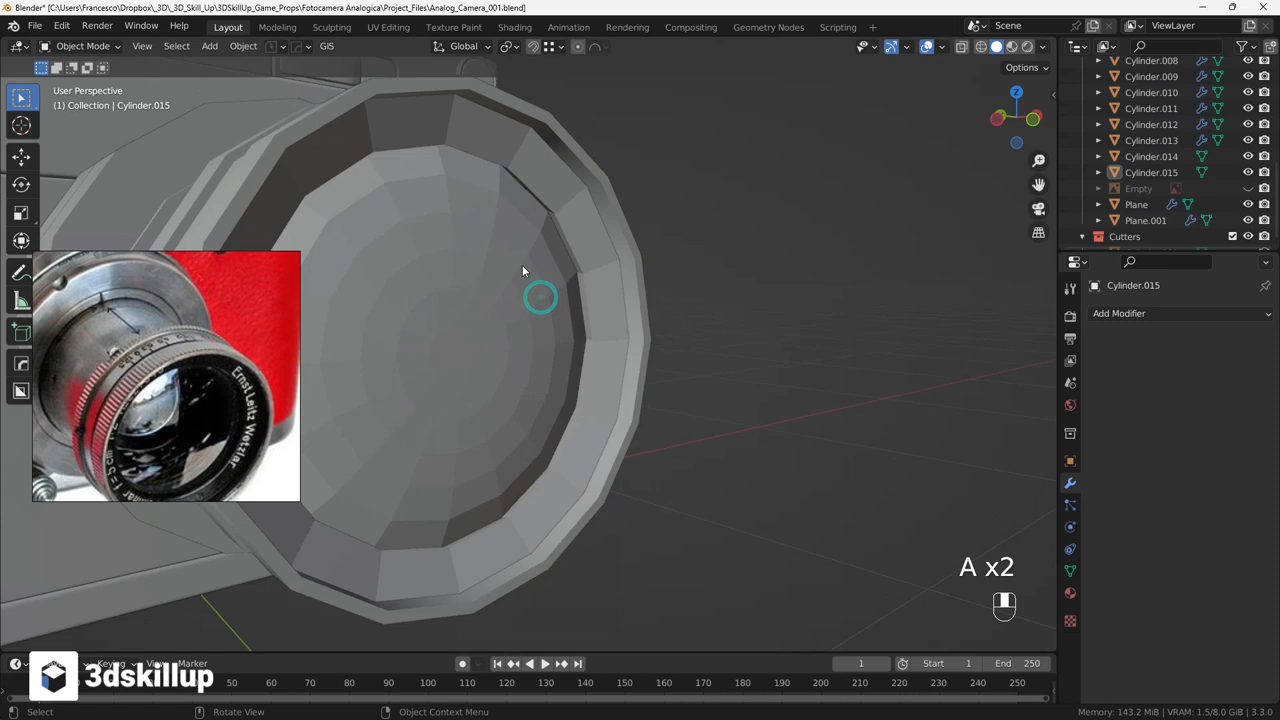 Blender* [C:\Users\Francesco\Dropbox\_3D\_3D_Skill_Up\3DSkillUp_Game_Props\Fotocamera Analogica\Project_Files\Analog_Camera_001.blend]
File Edit Render Window Help Layout Modeling Sculpting UV Editing Texture Paint Shading Animation Rendering Compositing Geometry Nodes Scripting Scene ViewLayer
Object Mode View Select Add Object GIS Global
Options
User Perspective
(1) Collection | Cylinder.015
Z
Cylinder.008
Cylinder.009
Cylinder.010
Cylinder.011
Cylinder.012
Cylinder.013
Cylinder.014
Cylinder.015
Empty
Plane
Plane.001
Cutters
Cylinder.015
Add Modifier
Ernst Leitz Wetzlar
f=5cm
A x2
Keying View Marker
1 Start 1 End 250
3dskillup
50 60 70 80 90 100 110 120 130 140 150 160 170 180 190 200 210 220 230 240 250
Select Rotate View Object Context Menu Memory: 143.2 MiB | VRAM: 1.5/8.0 GiB | 3.3.0